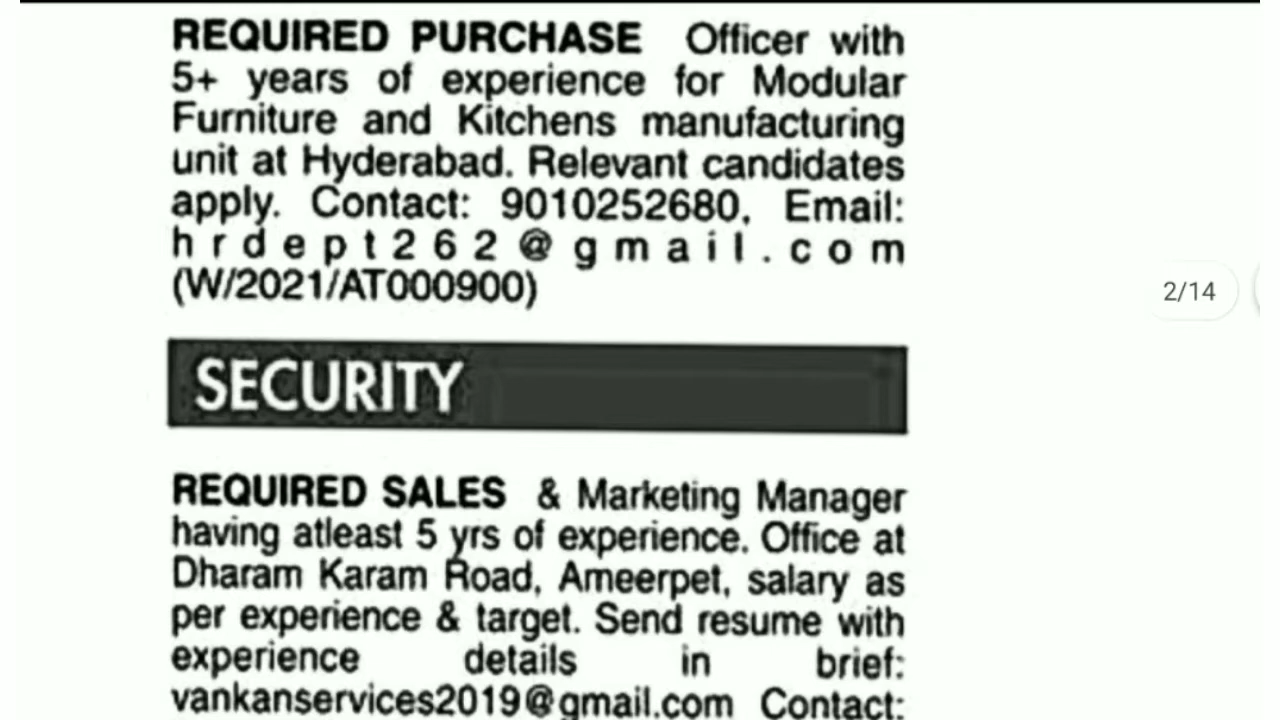 REQUIRED PURCHASE Officer with
5+ years of experience for Modular
Furniture and Kitchens manufacturing
unit at Hyderabad. Relevant candidates
apply. Contact: 9010252680, Email:
hrdept262@gmail.com
(W/2021/AT000900)
2/14
SECURITY
REQUIRED SALES & Marketing Manager
having atleast 5 yrs of experience. Office at
Dharam Karam Road, Ameerpet, salary as
per experience & target. Send resume with
experience details in brief:
vankanservices2019@gmail.com Contact: